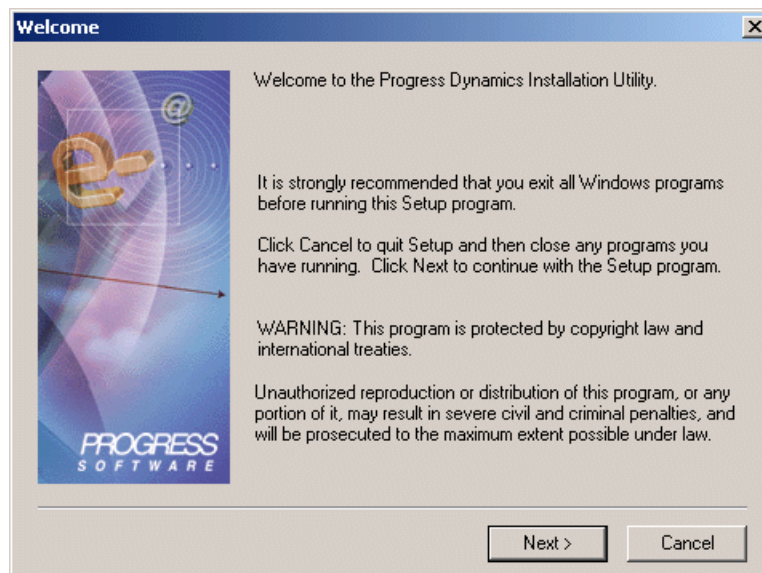 Welcome
Welcome to the Progress Dynamics Installation Utility.
It is strongly recommended that you exit all Windows programs
before running this Setup program.
Click Cancel to quit Setup and then close any programs you
have running.  Click Next to continue with the Setup program.
WARNING: This program is protected by copyright law and
international treaties.
Unauthorized reproduction or distribution of this program, or any
portion of it, may result in severe civil and criminal penalties, and
will be prosecuted to the maximum extent possible under law.
@
e-
PROGRESS
SOFTWARE
Next >
Cancel